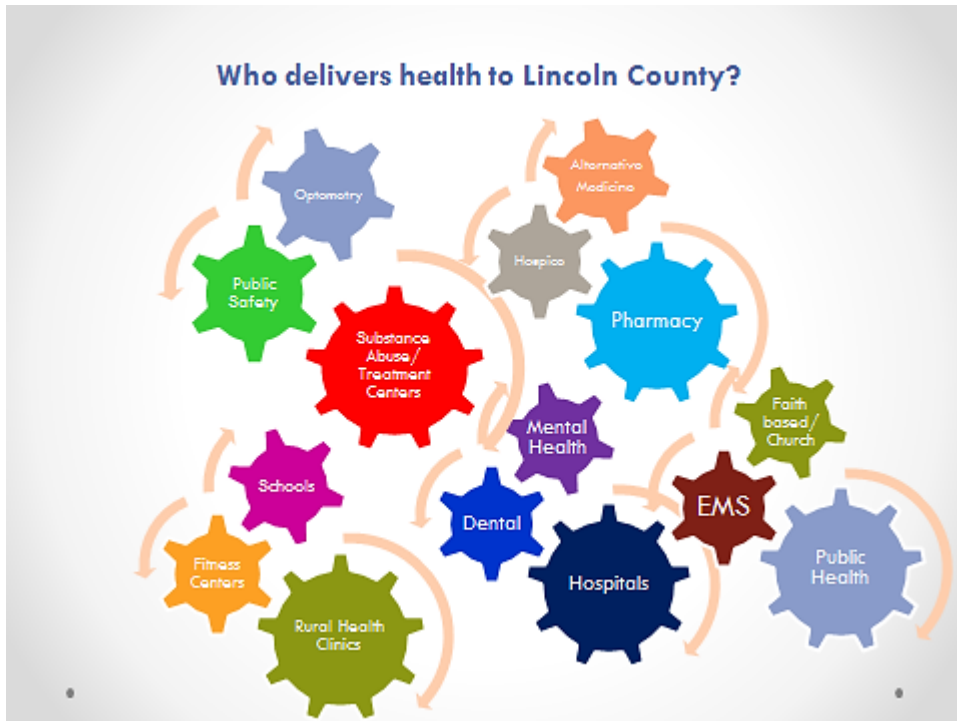 Who delivers health to Lincoln County?
Optometry
Public
Safety
Substance
Abuse/
Treatment
Centers
Alternative
Medicine
Hospice
Pharmacy
Schools
Fitness
Centers
Rural Health
Clinics
Mental
Health
Dental
Hospitals
Faith
based/
Church
EMS
Public
Health